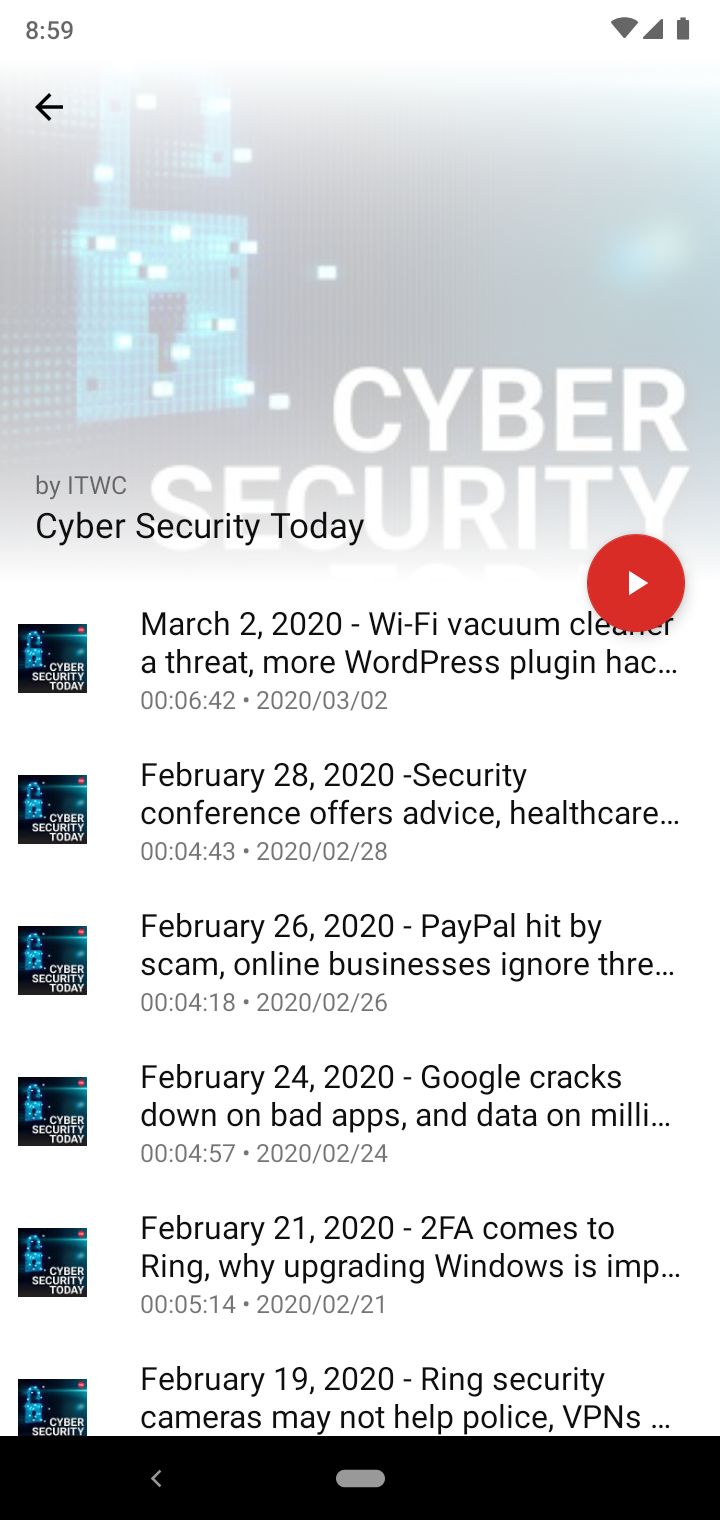 8:59
CYBER
SECURITY
by ITWC
Cyber Security Today
March 2, 2020 - Wi-Fi vacuum cleaner
a threat, more WordPress plugin hac…
00:06:42 • 2020/03/02
CYBER
SECURITY
TODAY
February 28, 2020 -Security
conference offers advice, healthcare…
00:04:43 • 2020/02/28
CYBER
SECURITY
TODAY
February 26, 2020 - PayPal hit by
scam, online businesses ignore thre…
00:04:18 • 2020/02/26
CYBER
SECURITY
TODAY
February 24, 2020 - Google cracks
down on bad apps, and data on milli…
00:04:57 • 2020/02/24
CYBER
SECURITY
TODAY
February 21, 2020 - 2FA comes to
Ring, why upgrading Windows is imp…
00:05:14 • 2020/02/21
CYBER
SECURITY
TODAY
February 19, 2020 - Ring security
cameras may not help police, VPNs …
CYBER
SECURITY